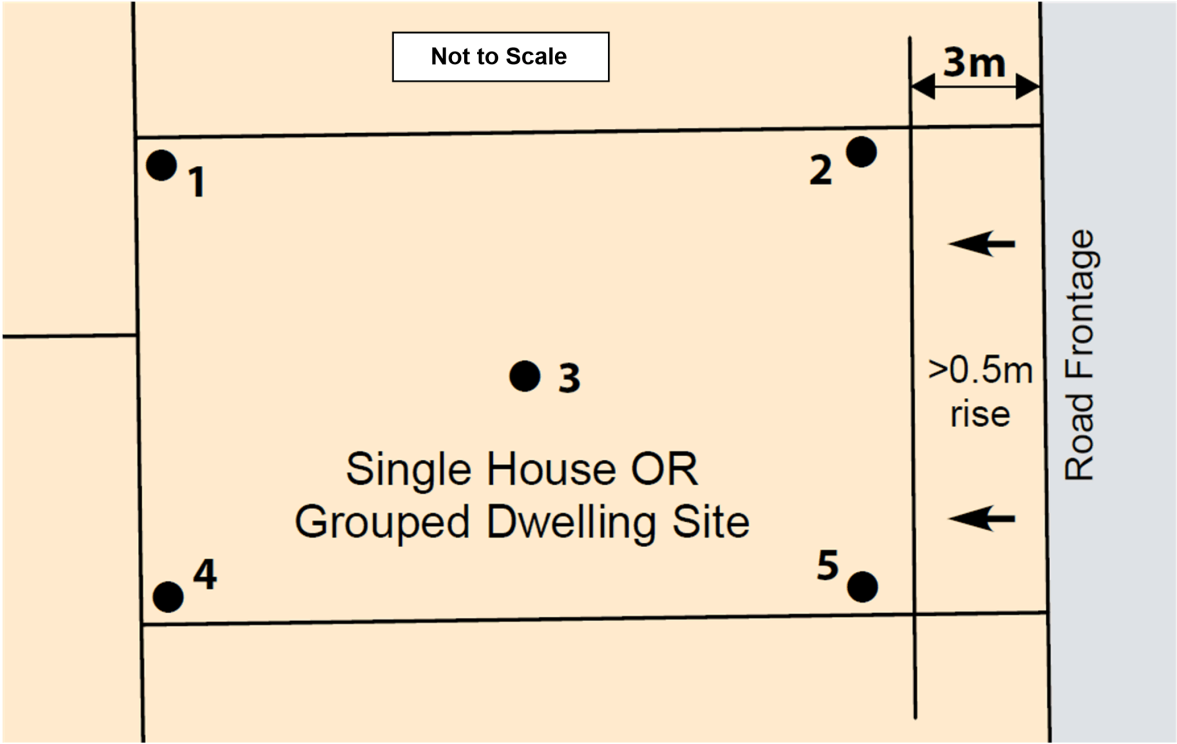 Not to Scale
3m
1
2
3
>0.5m
rise
Road Frontage
Single House OR
Grouped Dwelling Site
4
5